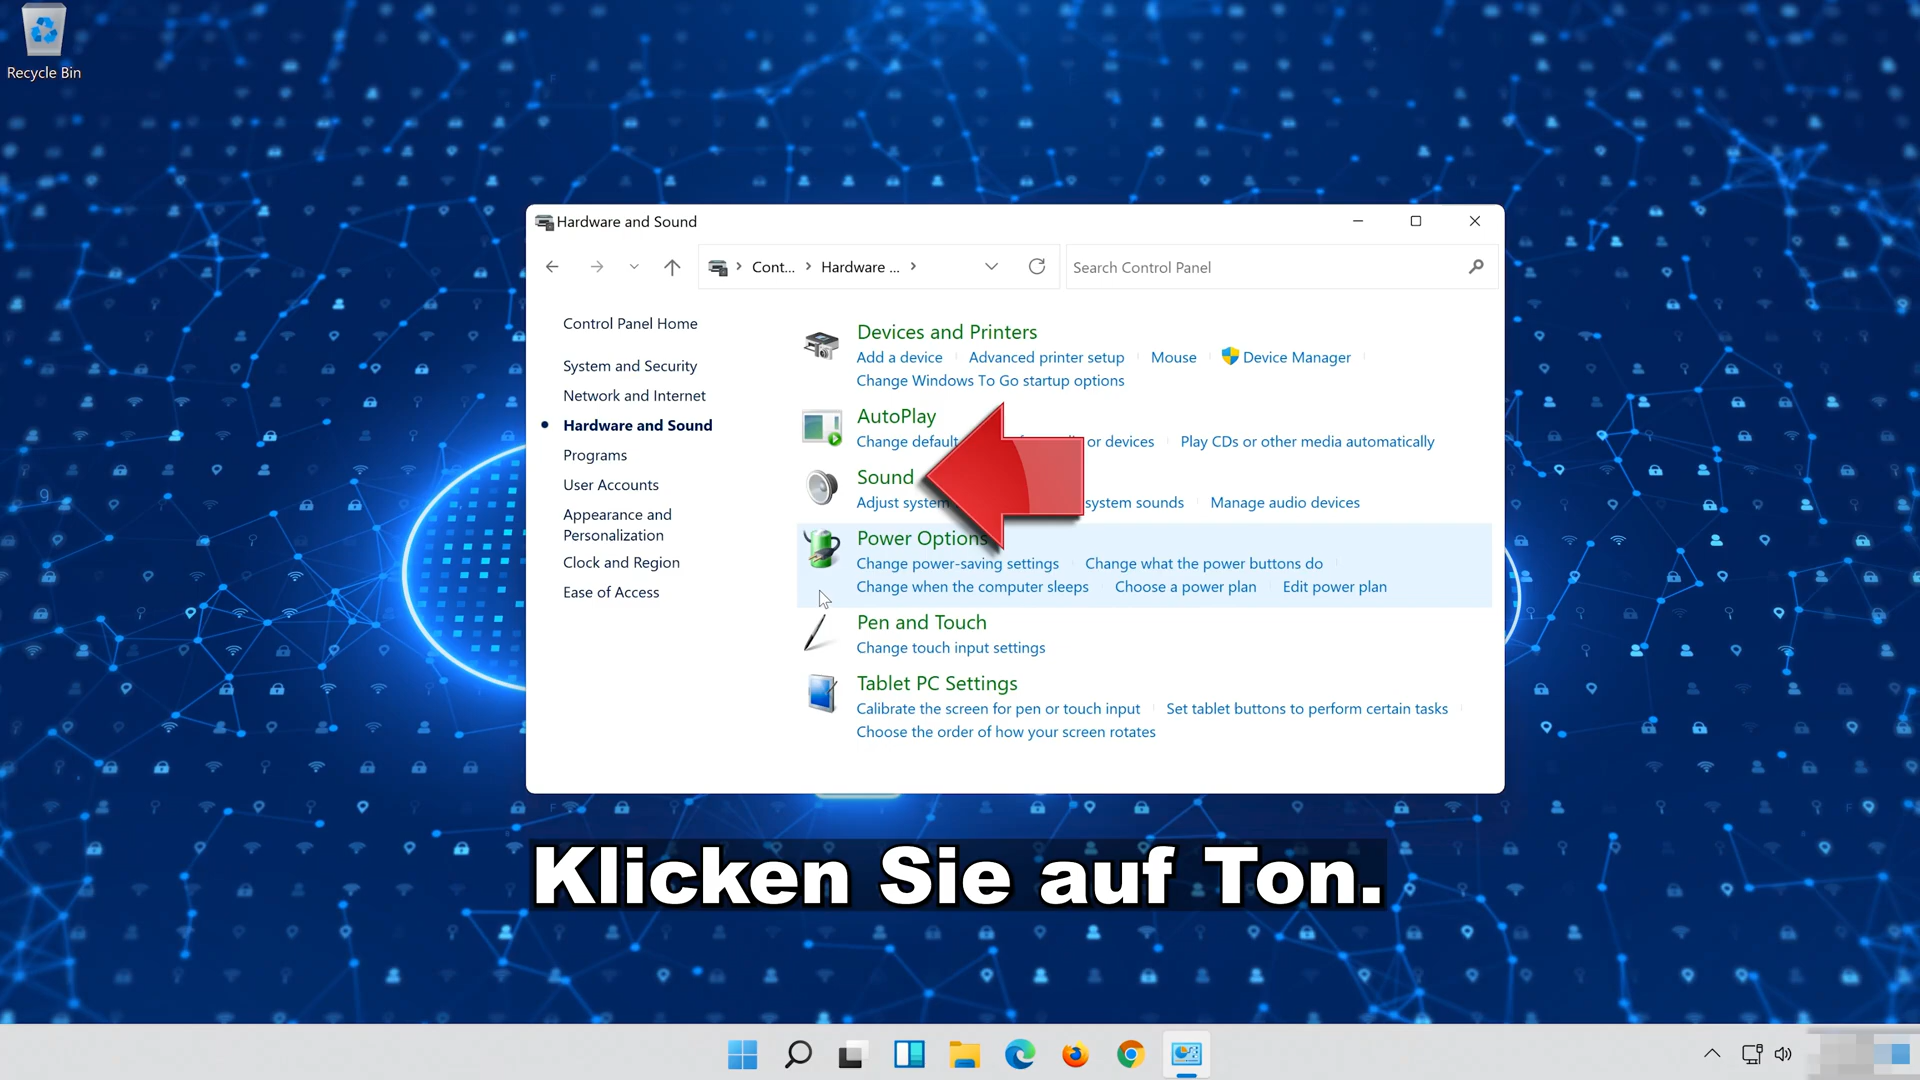 Recycle Bin
Hardware and Sound
Cont... Hardware ...
Search Control Panel
Control Panel Home
System and Security
Network and Internet
Hardware and Sound
Programs
User Accounts
Appearance and
Personalization
Clock and Region
Ease of Access
Devices and Printers
Add a device Advanced printer setup Mouse Device Manager
Change Windows To Go startup options
AutoPlay
Change default or devices Play CDs or other media automatically
Sound
Adjust system system sounds Manage audio devices
Power Options
Change power-saving settings Change what the power buttons do
Change when the computer sleeps Choose a power plan Edit power plan
Pen and Touch
Change touch input settings
Tablet PC Settings
Calibrate the screen for pen or touch input Set tablet buttons to perform certain tasks
Choose the order of how your screen rotates
Klicken Sie auf Ton.